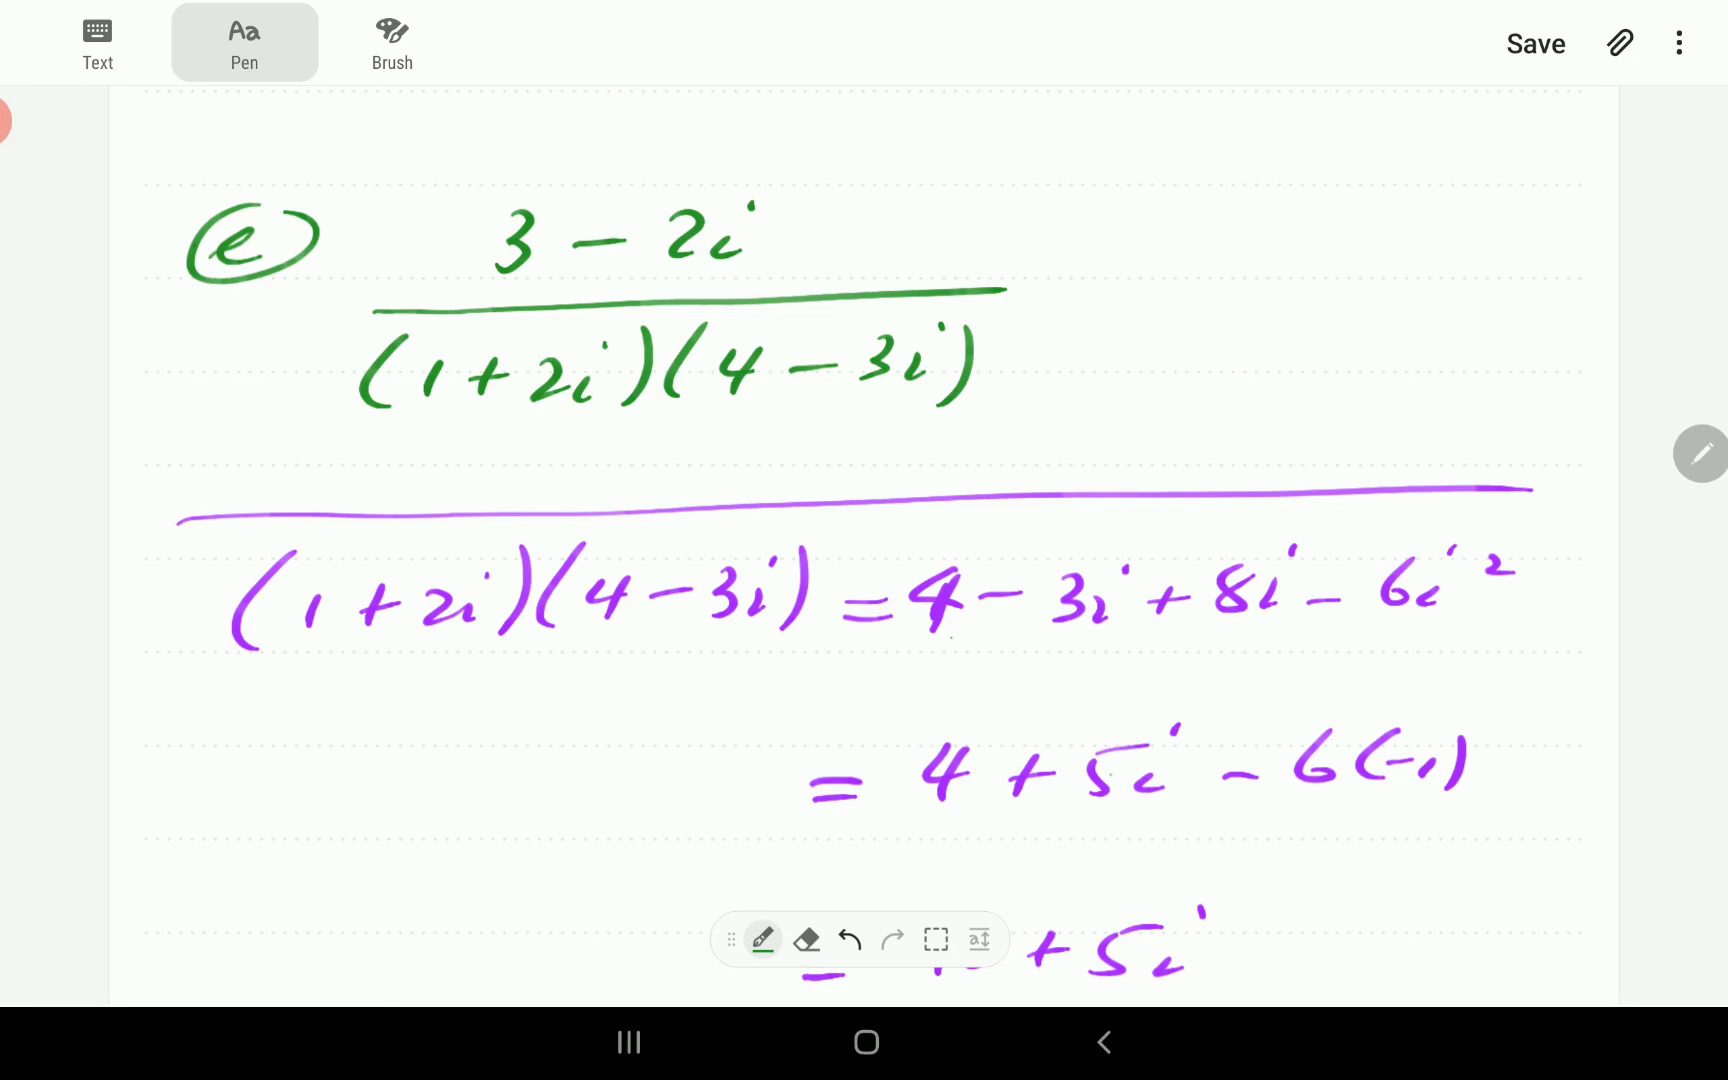 Text Pen Brush Save
e 3 - 2i
(1 + 2i)(4 - 3i)
(1 + 2i)(4 - 3i) = 4 - 3i + 8i - 6i²
= 4 + 5i - 6(-1)
= + 5i